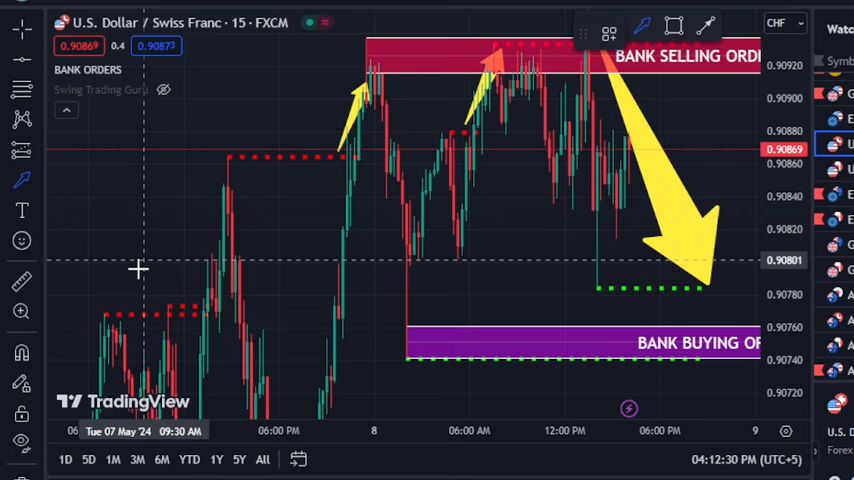 U.S. Dollar / Swiss Franc · 15 · FXCM
CHF
Watc
0.90869 0.4 0.90873
BANK ORDERS
Swing Trading Guru
Symbo
BANK SELLING ORD
0.90920
0.90900
0.90880
0.90869
0.90860
0.90840
0.90820
0.90801
0.90780
0.90760
0.90740
0.90720
BANK BUYING OF
TradingView
Tue 07 May '24 09:30 AM
06:00 PM
8
06:00 AM
12:00 PM
06:00 PM
9
1D 5D 1M 3M 6M YTD 1Y 5Y All
04:12:30 PM (UTC+5)
U.S. D
Forex